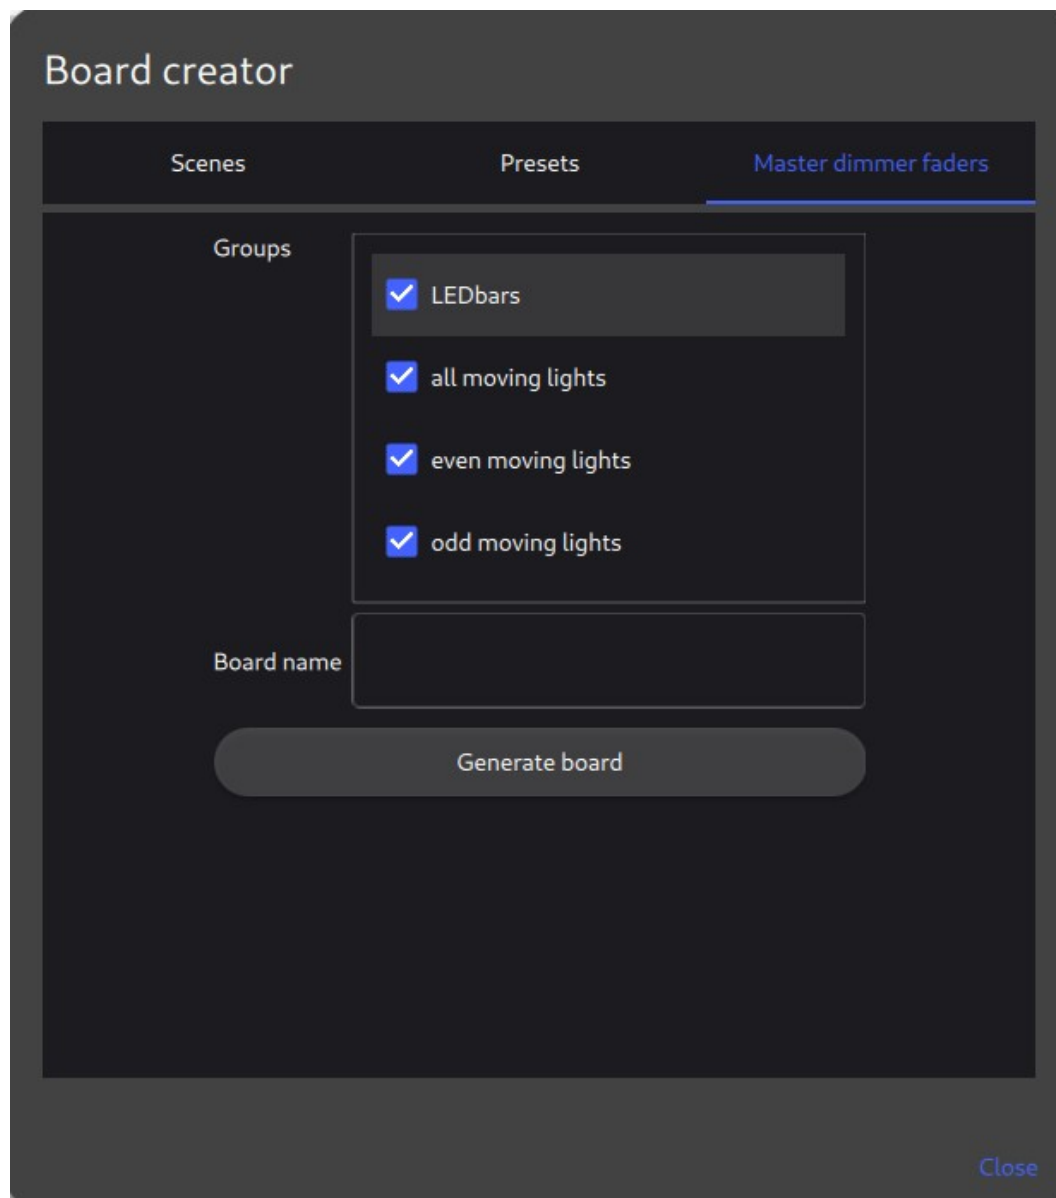 Board creator
Scenes Presets Master dimmer faders
Groups
LEDbars
all moving lights
even moving lights
odd moving lights
Board name
Generate board
Close